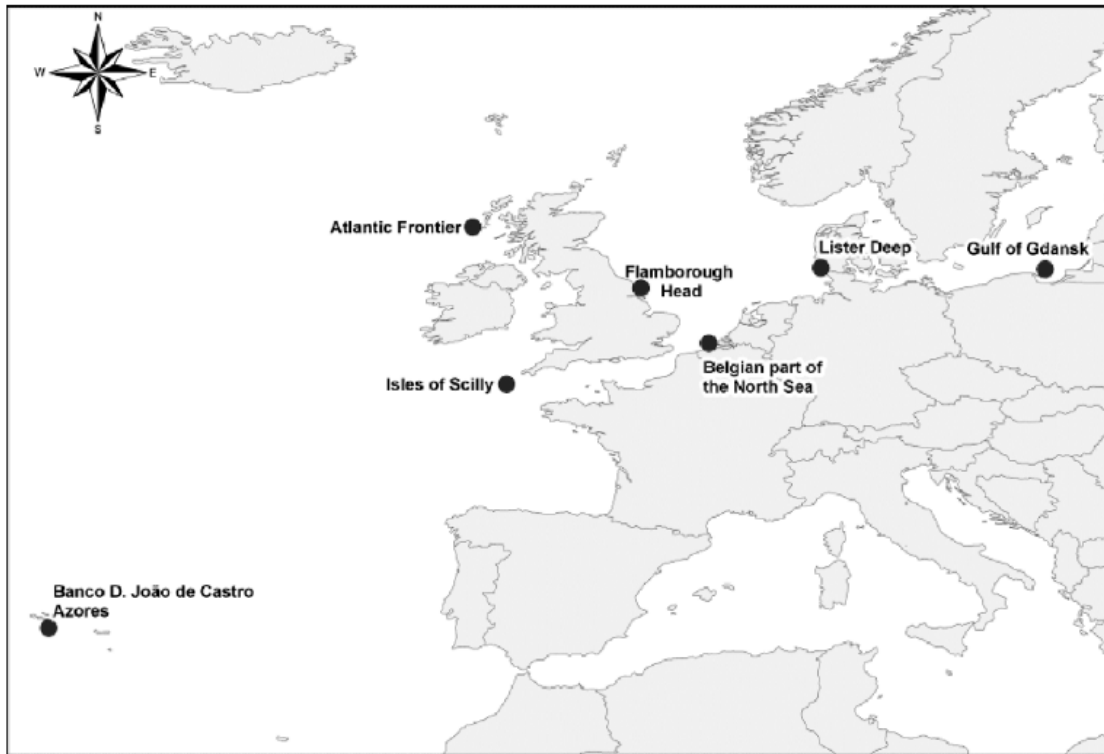 N
W E
S
Atlantic Frontier
Lister Deep
Gulf of Gdansk
Flamborough
Head
Isles of Scilly
Belgian part of
the North Sea
Banco D. João de Castro
Azores